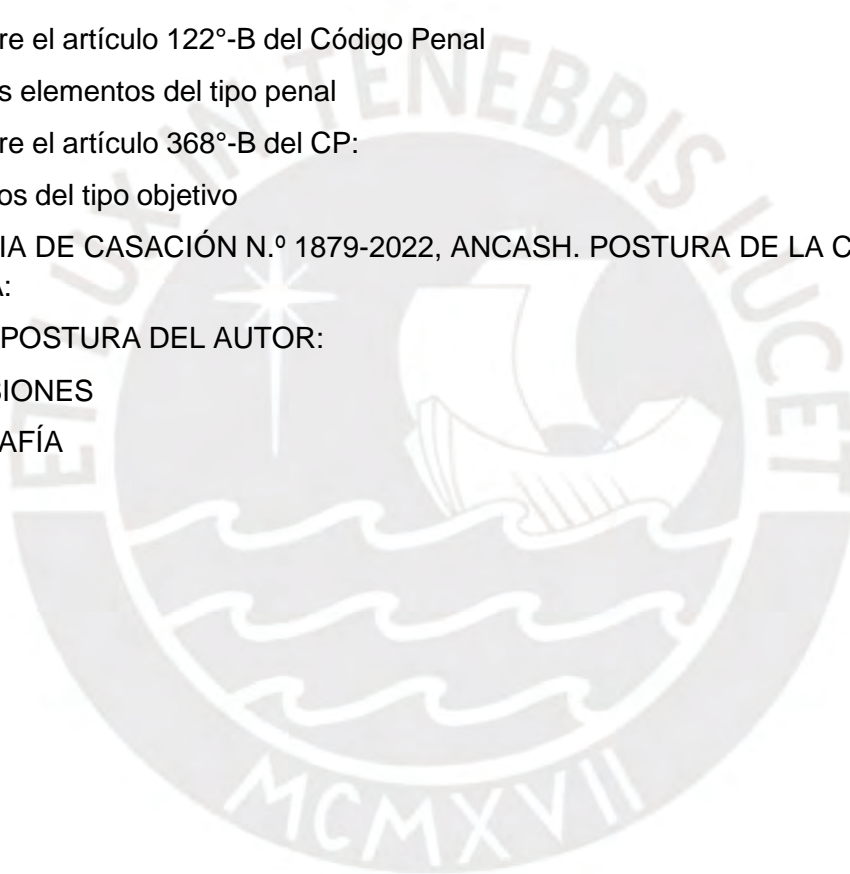 re el artículo 122°-B del Código Penal
s elementos del tipo penal
re el artículo 368°-B del CP:
os del tipo objetivo
IA DE CASACIÓN N.º 1879-2022, ANCASH. POSTURA DE LA C
A:
POSTURA DEL AUTOR:
SIONES
AFÍA
ET LUX IN TENEBRIS LUCET
MCMXVII